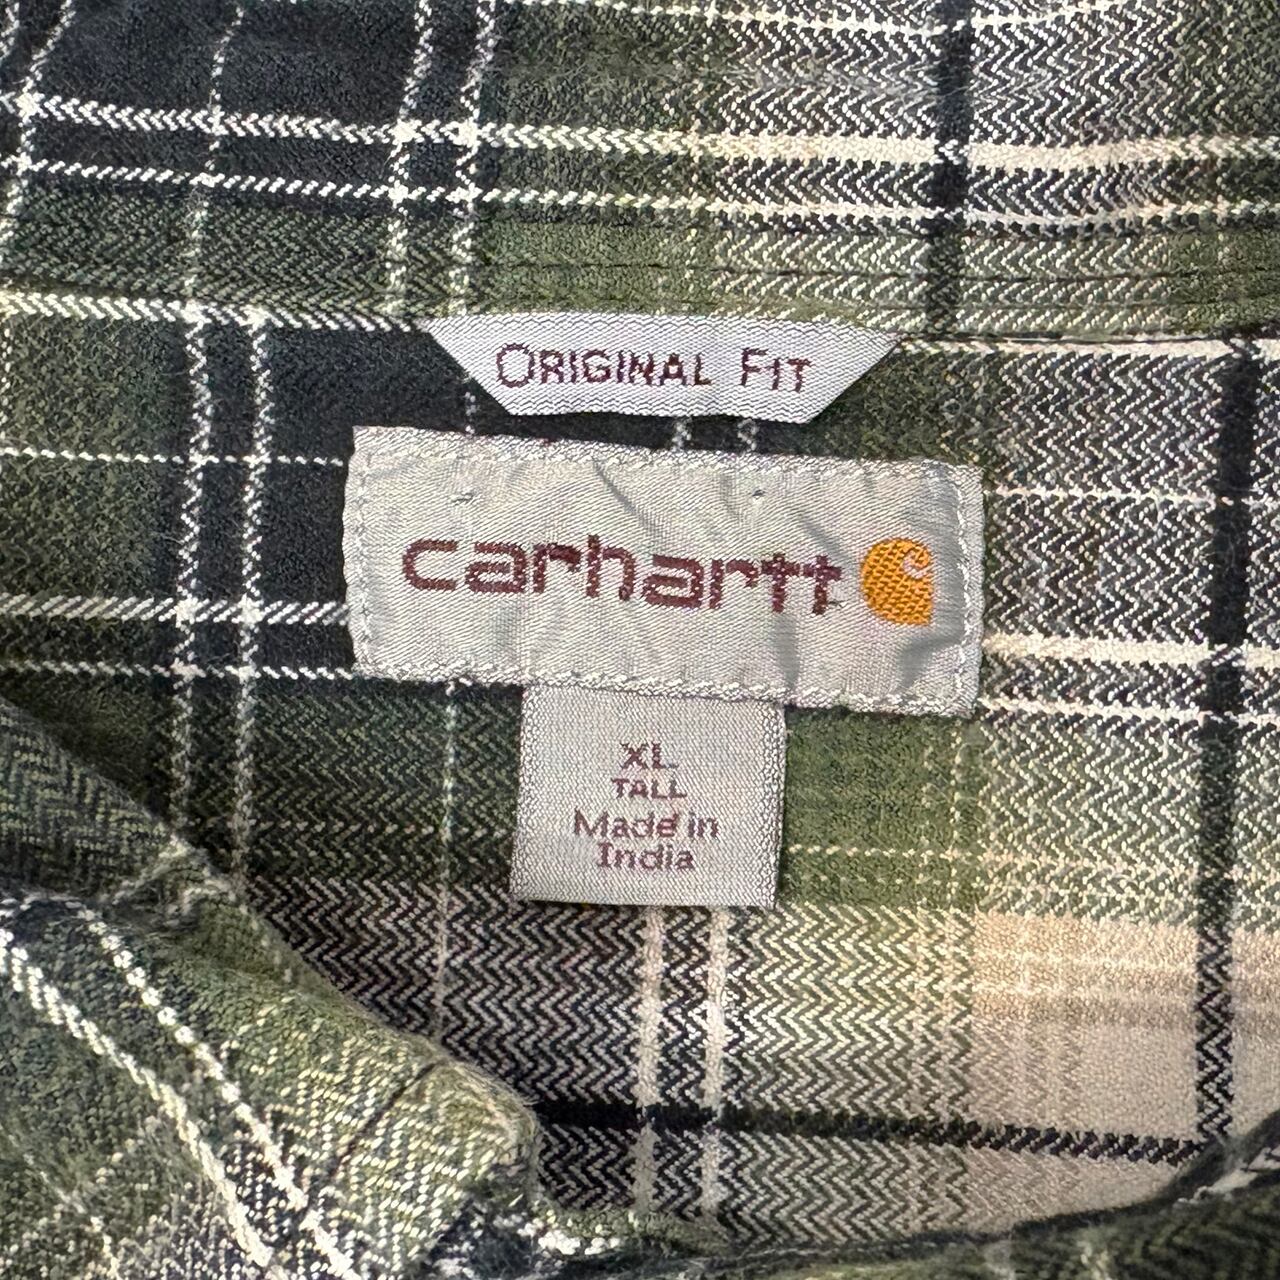 ORIGINAL FIT
carhartt
XL
TALL
Made in
India